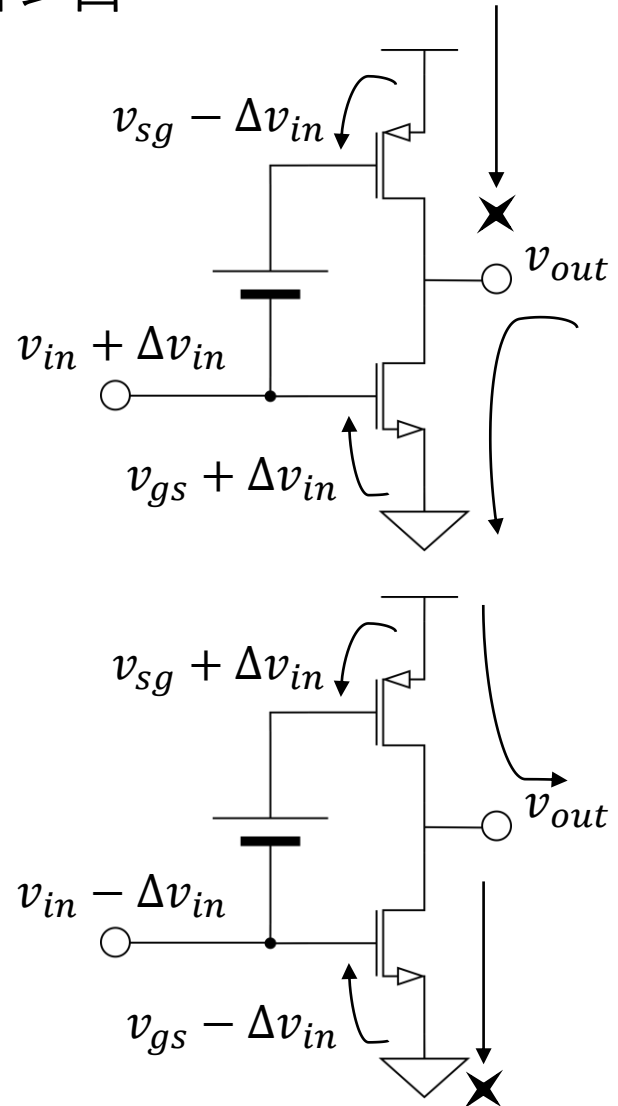 v_{sg} − Δv_{in}
v_{out}
v_{in} + Δv_{in}
v_{gs} + Δv_{in}
v_{sg} + Δv_{in}
v_{out}
v_{in} − Δv_{in}
v_{gs} − Δv_{in}